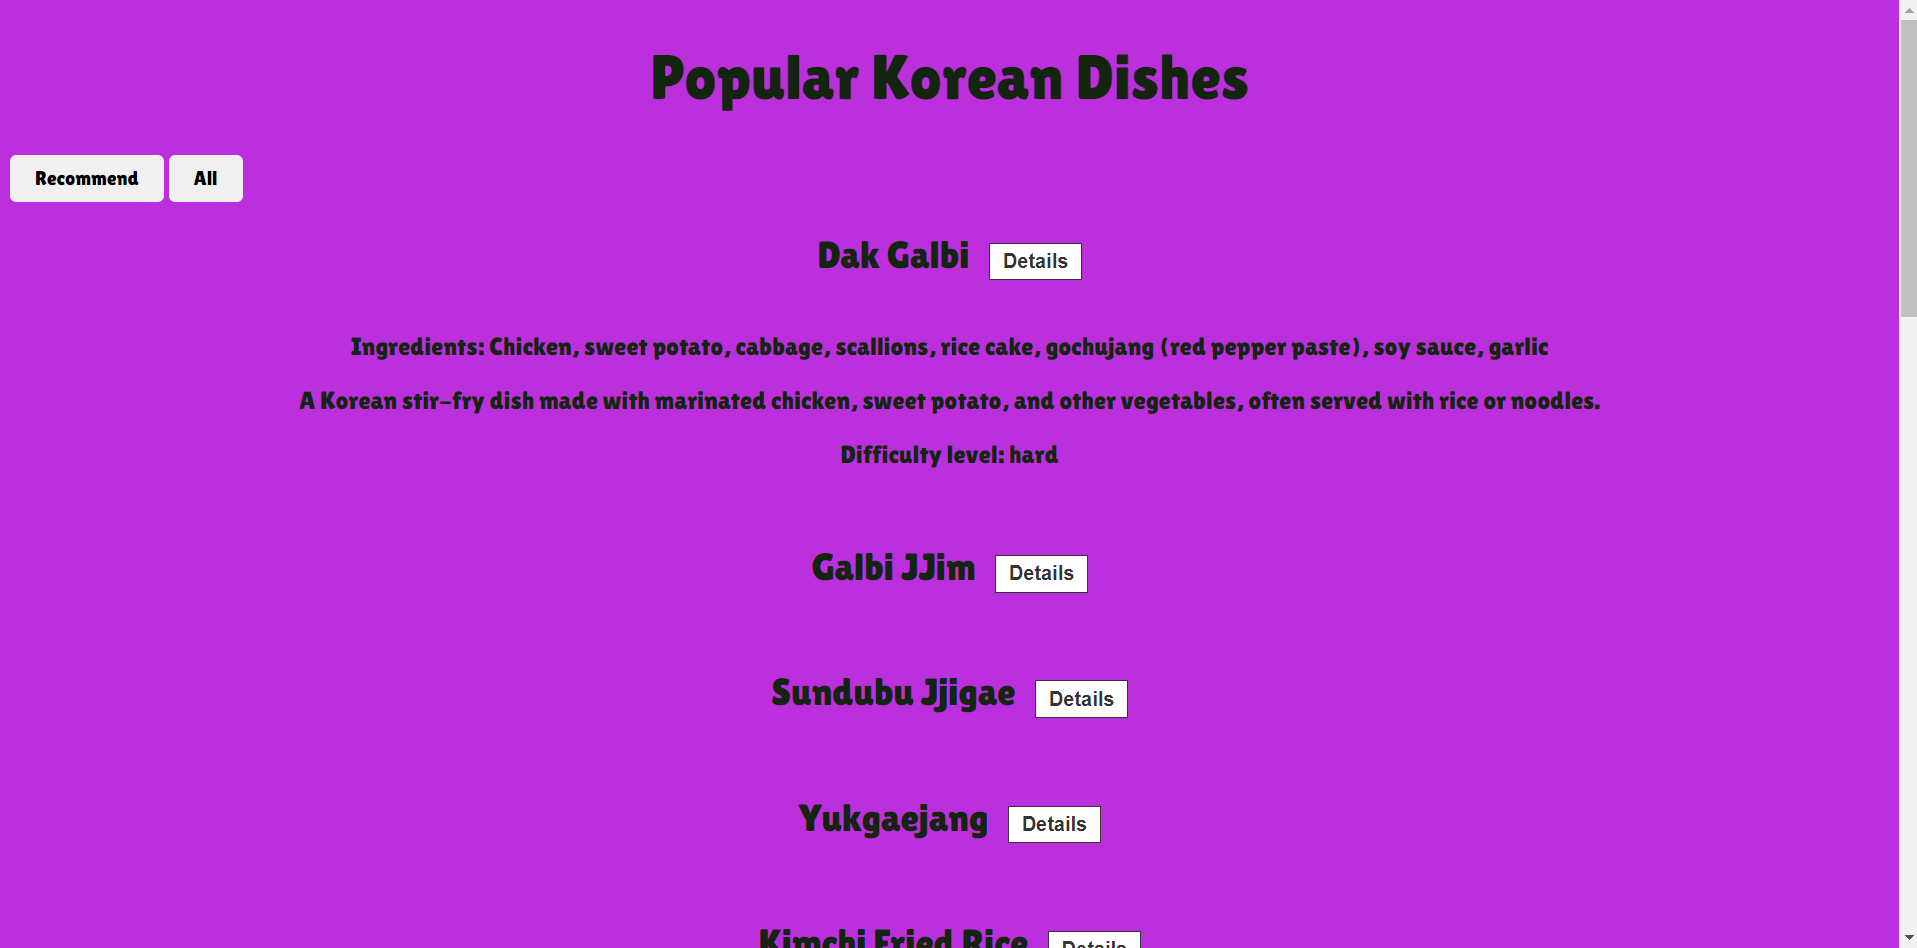 Popular Korean Dishes
Recommend All
Dak Galbi Details
Ingredients: Chicken, sweet potato, cabbage, scallions, rice cake, gochujang (red pepper paste), soy sauce, garlic
A Korean stir-fry dish made with marinated chicken, sweet potato, and other vegetables, often served with rice or noodles.
Difficulty level: hard
Galbi JJim Details
Sundubu Jjigae Details
Yukgaejang Details
Kimchi Fried Rice Details